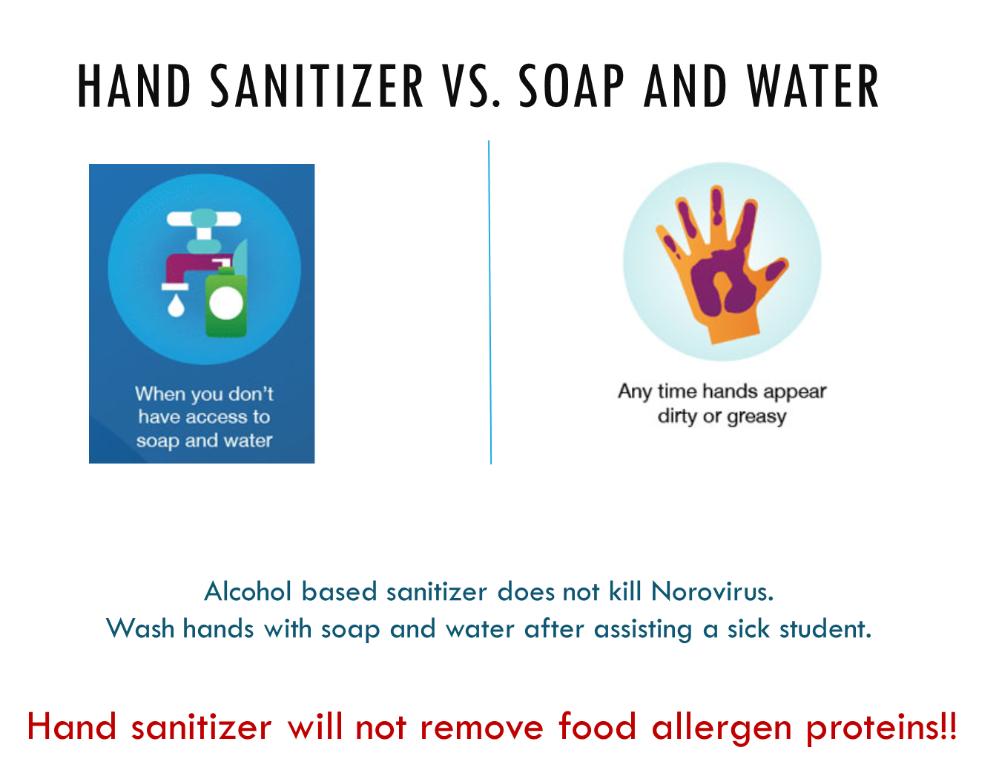 HAND SANITIZER VS. SOAP AND WATER
When you don't
have access to
soap and water
Any time hands appear
dirty or greasy
Alcohol based sanitizer does not kill Norovirus.
Wash hands with soap and water after assisting a sick student.
Hand sanitizer will not remove food allergen proteins!!